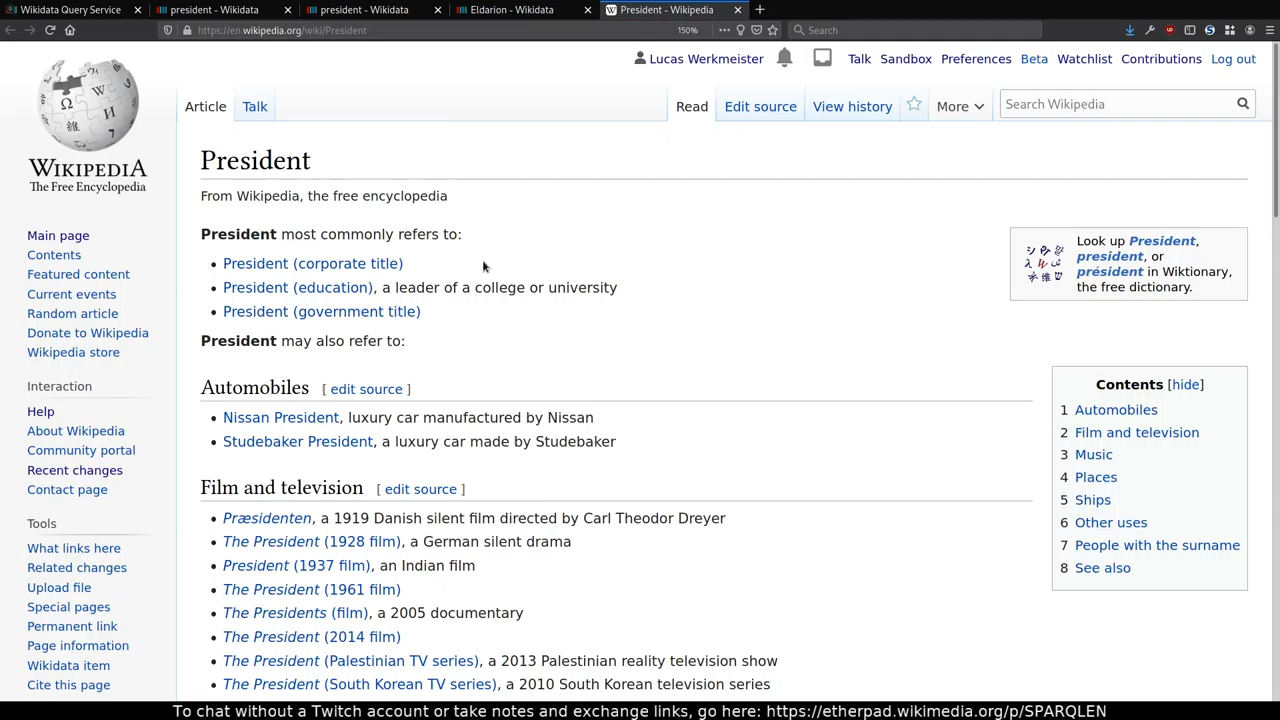 Wikidata Query Service
president - Wikidata
president - Wikidata
Eldarion - Wikidata
President - Wikipedia
https://en.wikipedia.org/wiki/President
150%
Search
Lucas Werkmeister
Talk
Sandbox
Preferences
Beta
Watchlist
Contributions
Log out
WIKIPEDIA
The Free Encyclopedia
Article
Talk
Read
Edit source
View history
More
Search Wikipedia
Main page
Contents
Featured content
Current events
Random article
Donate to Wikipedia
Wikipedia store
Interaction
Help
About Wikipedia
Community portal
Recent changes
Contact page
Tools
What links here
Related changes
Upload file
Special pages
Permanent link
Page information
Wikidata item
Cite this page
President
From Wikipedia, the free encyclopedia
President most commonly refers to:
• President (corporate title)
• President (education), a leader of a college or university
• President (government title)
President may also refer to:
Look up President,
president, or
président in Wiktionary,
the free dictionary.
Automobiles [ edit source ]
• Nissan President, luxury car manufactured by Nissan
• Studebaker President, a luxury car made by Studebaker
Film and television [ edit source ]
• Præsidenten, a 1919 Danish silent film directed by Carl Theodor Dreyer
• The President (1928 film), a German silent drama
• President (1937 film), an Indian film
• The President (1961 film)
• The Presidents (film), a 2005 documentary
• The President (2014 film)
• The President (Palestinian TV series), a 2013 Palestinian reality television show
• The President (South Korean TV series), a 2010 South Korean television series
Contents [hide]
1 Automobiles
2 Film and television
3 Music
4 Places
5 Ships
6 Other uses
7 People with the surname
8 See also
To chat without a Twitch account or take notes and exchange links, go here: https://etherpad.wikimedia.org/p/SPARQLEN